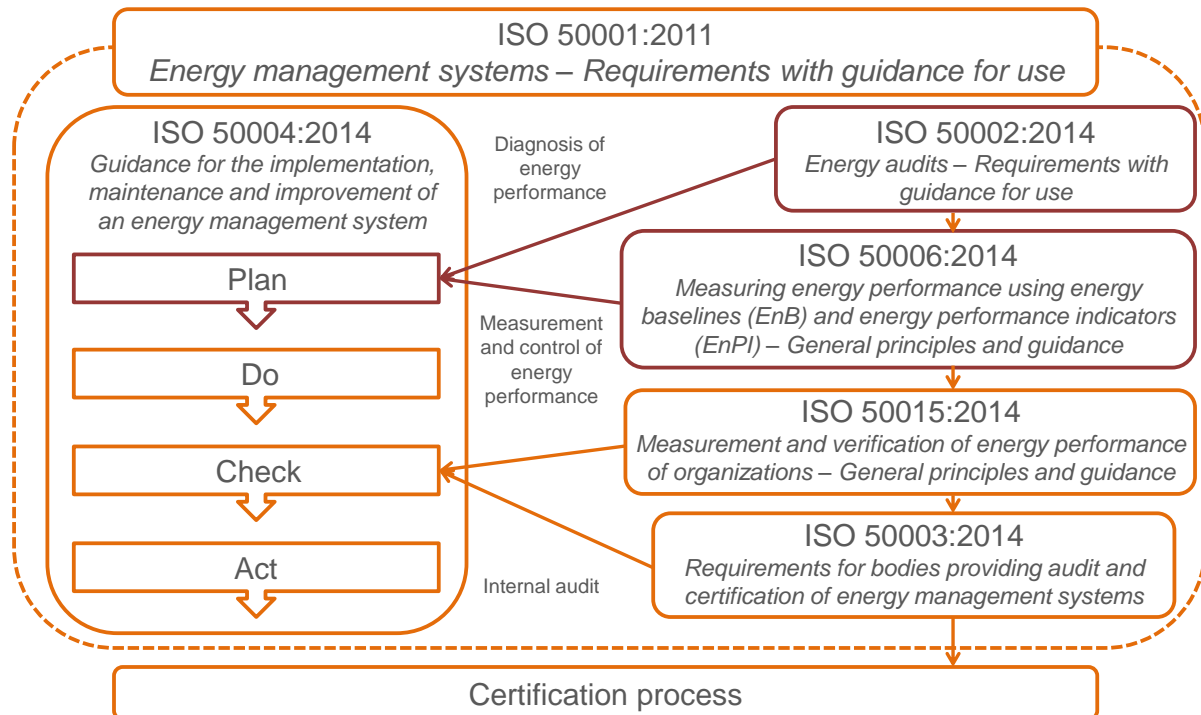 ISO 50001:2011
Energy management systems – Requirements with guidance for use
ISO 50004:2014
Guidance for the implementation,
maintenance and improvement of
an energy management system
Plan
Do
Check
Act
Diagnosis of
energy
performance
Measurement
and control of
energy
performance
Internal audit
ISO 50002:2014
Energy audits – Requirements with
guidance for use
ISO 50006:2014
Measuring energy performance using energy
baselines (EnB) and energy performance indicators
(EnPI) – General principles and guidance
ISO 50015:2014
Measurement and verification of energy performance
of organizations – General principles and guidance
ISO 50003:2014
Requirements for bodies providing audit and
certification of energy management systems
Certification process